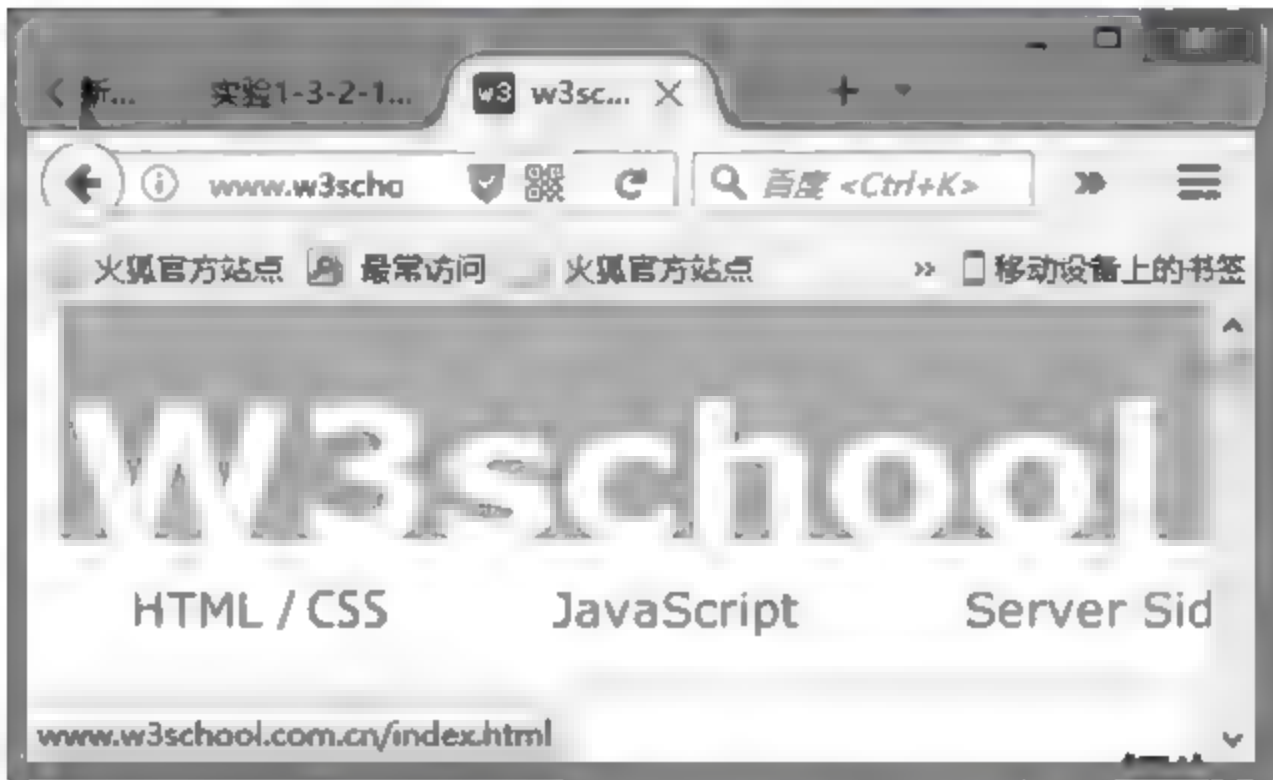 新... 实验1-3-2-1... w3 w3sc...
www.w3scho 百度 <Ctrl+K>
火狐官方站点 最常访问 火狐官方站点 » 移动设备上的书签
W3school
HTML / CSS JavaScript Server Sid
www.w3school.com.cn/index.html